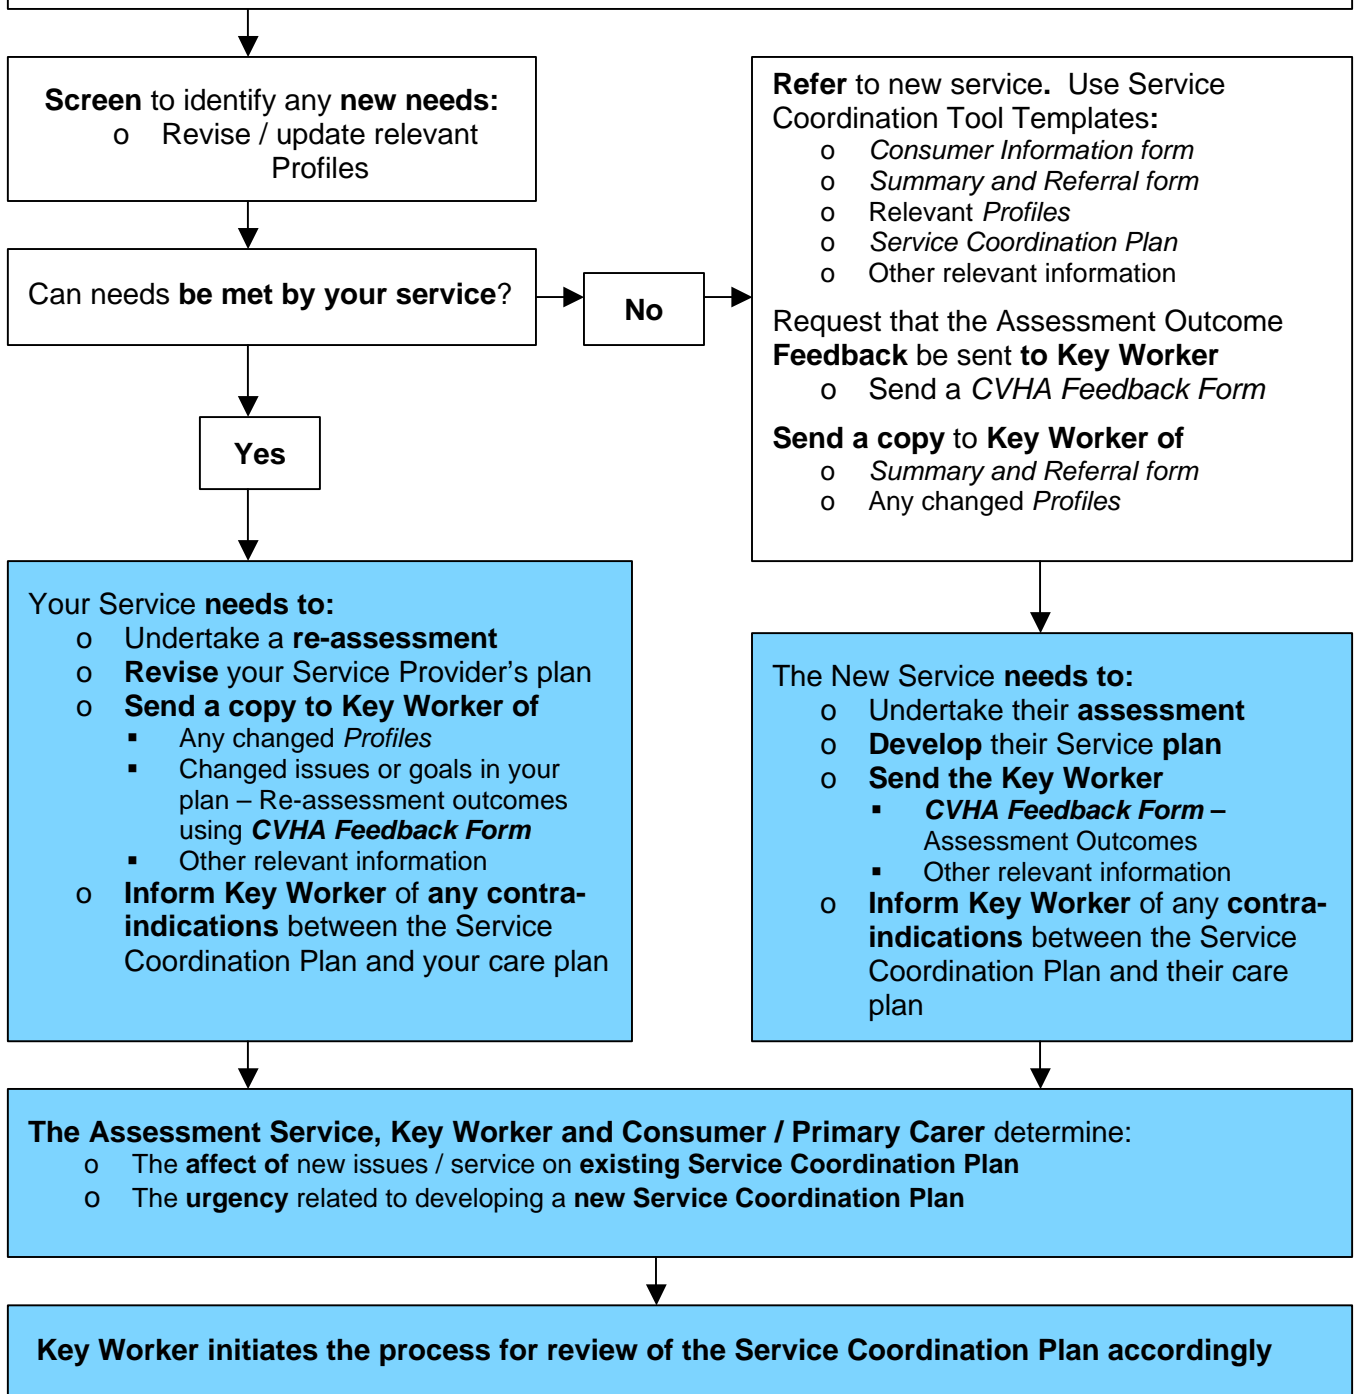 Screen to identify any new needs:
o Revise / update relevant
Profiles
Can needs be met by your service?
No
Yes
Refer to new service. Use Service
Coordination Tool Templates:
o Consumer Information form
o Summary and Referral form
o Relevant Profiles
o Service Coordination Plan
o Other relevant information
Request that the Assessment Outcome
Feedback be sent to Key Worker
o Send a CVHA Feedback Form
Send a copy to Key Worker of
o Summary and Referral form
o Any changed Profiles
Your Service needs to:
o Undertake a re-assessment
o Revise your Service Provider's plan
o Send a copy to Key Worker of
▪ Any changed Profiles
▪ Changed issues or goals in your
plan – Re-assessment outcomes
using CVHA Feedback Form
▪ Other relevant information
o Inform Key Worker of any contra-
indications between the Service
Coordination Plan and your care plan
The New Service needs to:
o Undertake their assessment
o Develop their Service plan
o Send the Key Worker
▪ CVHA Feedback Form –
Assessment Outcomes
▪ Other relevant information
o Inform Key Worker of any contra-
indications between the Service
Coordination Plan and their care
plan
The Assessment Service, Key Worker and Consumer / Primary Carer determine:
o The affect of new issues / service on existing Service Coordination Plan
o The urgency related to developing a new Service Coordination Plan
Key Worker initiates the process for review of the Service Coordination Plan accordingly